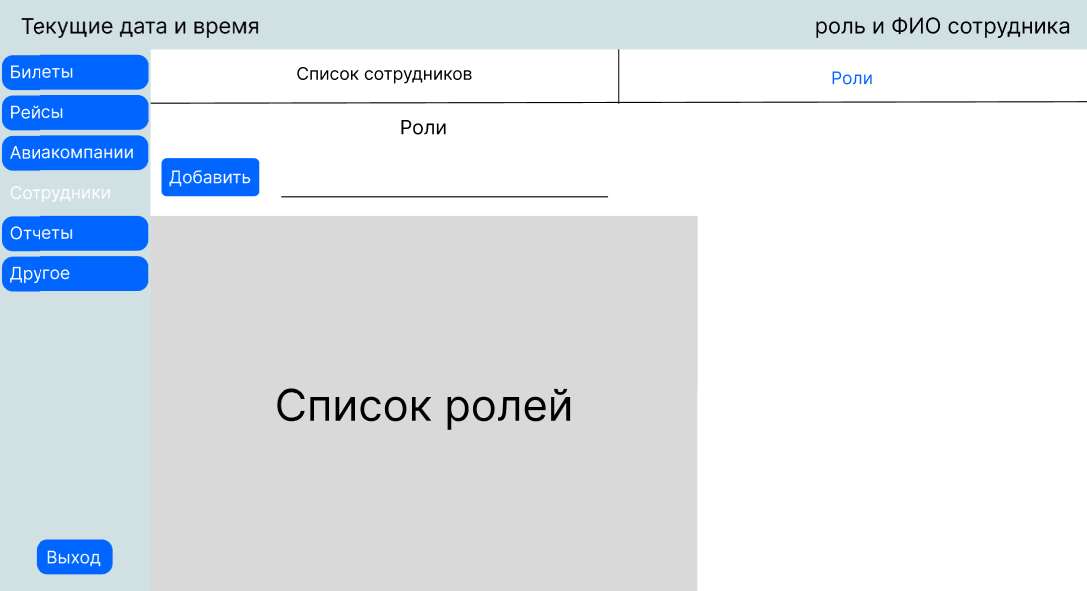 Текущие дата и время
роль и ФИО сотрудника
Билеты
Рейсы
Авиакомпании
Сотрудники
Отчеты
Другое
Выход
Список сотрудников
Роли
Роли
Добавить
Список ролей